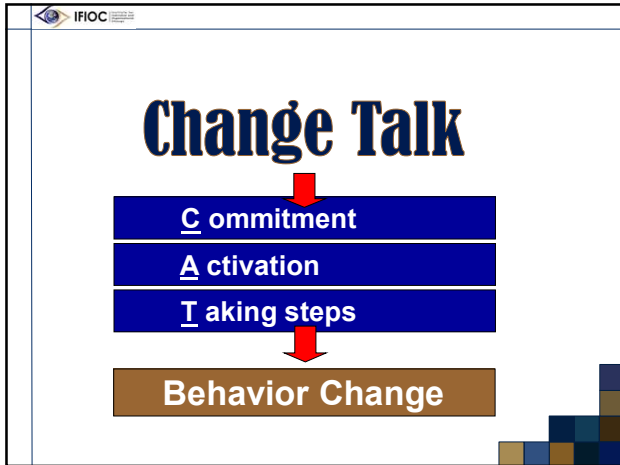 IFIOC
Change Talk
C ommitment
A ctivation
T aking steps
Behavior Change